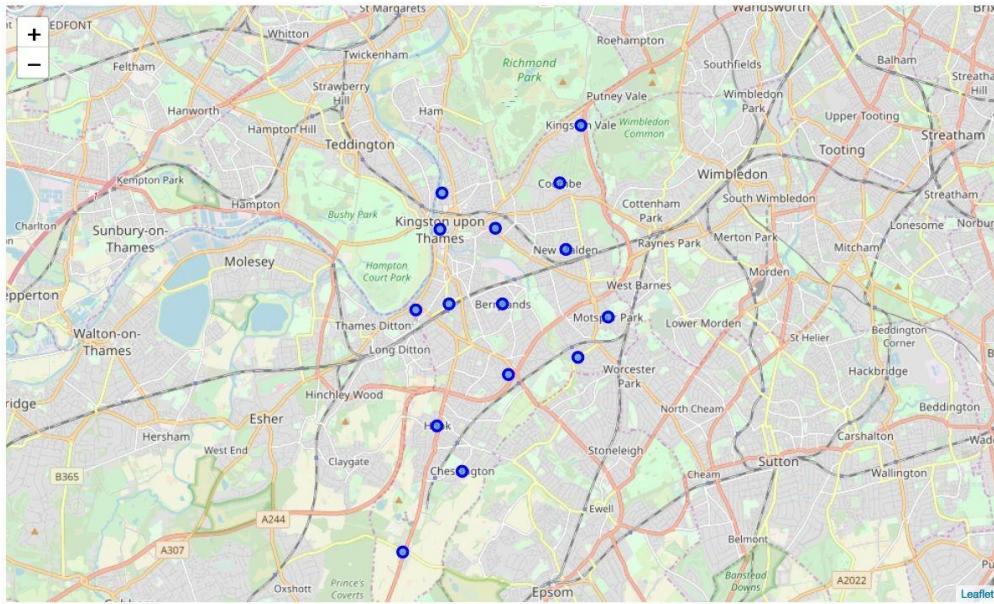 +
−
EDFONT
St Margarets
Wandsworth
Whitton
Twickenham
Roehampton
Feltham
Richmond
Park
Southfields
Balham
Strawberry
Hill
Putney Vale
Wimbledon
Park
Hanworth
Ham
Hampton Hill
Kingston Vale
Wimbledon
Common
Upper Tooting
Streatham
Teddington
Tooting
Kempton Park
Coombe
Wimbledon
Charlton
Hampton
Bushy Park
Cottenham
Park
South Wimbledon
Streatham
Sunbury-on-
Thames
Kingston upon
Thames
Lonesome
Norbury
New Malden
Raynes Park
Merton Park
Mitcham
Molesey
Hampton
Court Park
Morden
epperton
Berrylands
West Barnes
Walton-on-
Thames
Thames Ditton
Motspur Park
Lower Morden
Beddington
Corner
St Helier
Long Ditton
Worcester
Park
Hackbridge
Hinchley Wood
ridge
Esher
North Cheam
Beddington
Hersham
West End
Hook
Carshalton
Claygate
Stoneleigh
Sutton
Wallington
B365
Chessington
Cheam
A244
Ewell
Belmont
A307
Oxshott
Prince's
Coverts
Epsom
Banstead
Downs
A2022
Leaflet